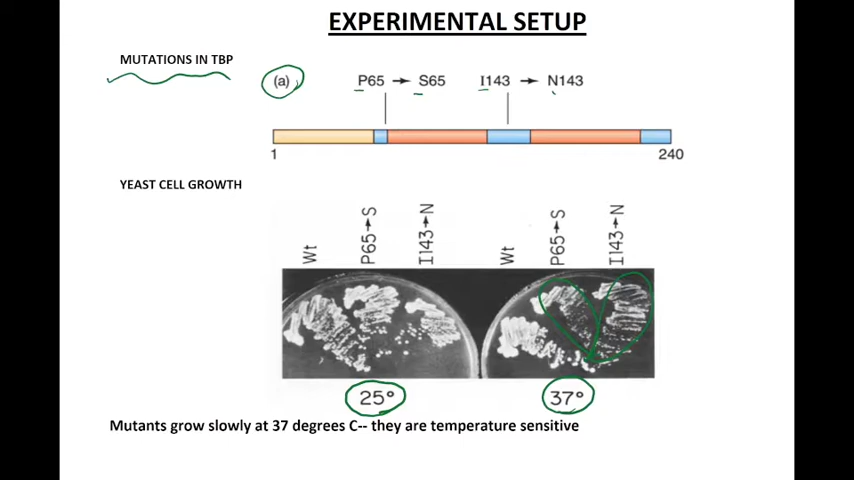 EXPERIMENTAL SETUP
MUTATIONS IN TBP
(a) P65 → S65 I143 → N143
1 240
YEAST CELL GROWTH
Wt P65→S I143→N Wt P65→S I143→N
25° 37°
Mutants grow slowly at 37 degrees C-- they are temperature sensitive